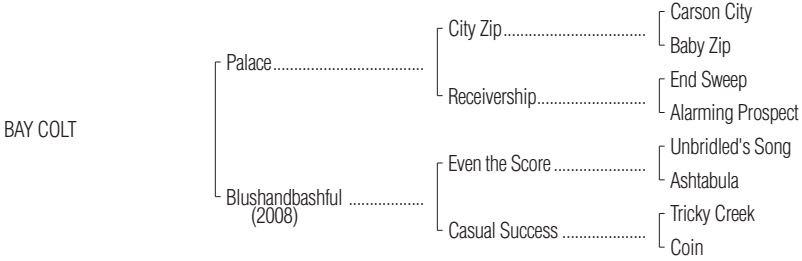 Carson City
City Zip..................................
Baby Zip
Palace....................................
End Sweep
Receivership...........................
Alarming Prospect
BAY COLT
Unbridled's Song
Even the Score .......................
Ashtabula
Blushandbashful ..................
(2008)
Tricky Creek
Casual Success .....................
Coin